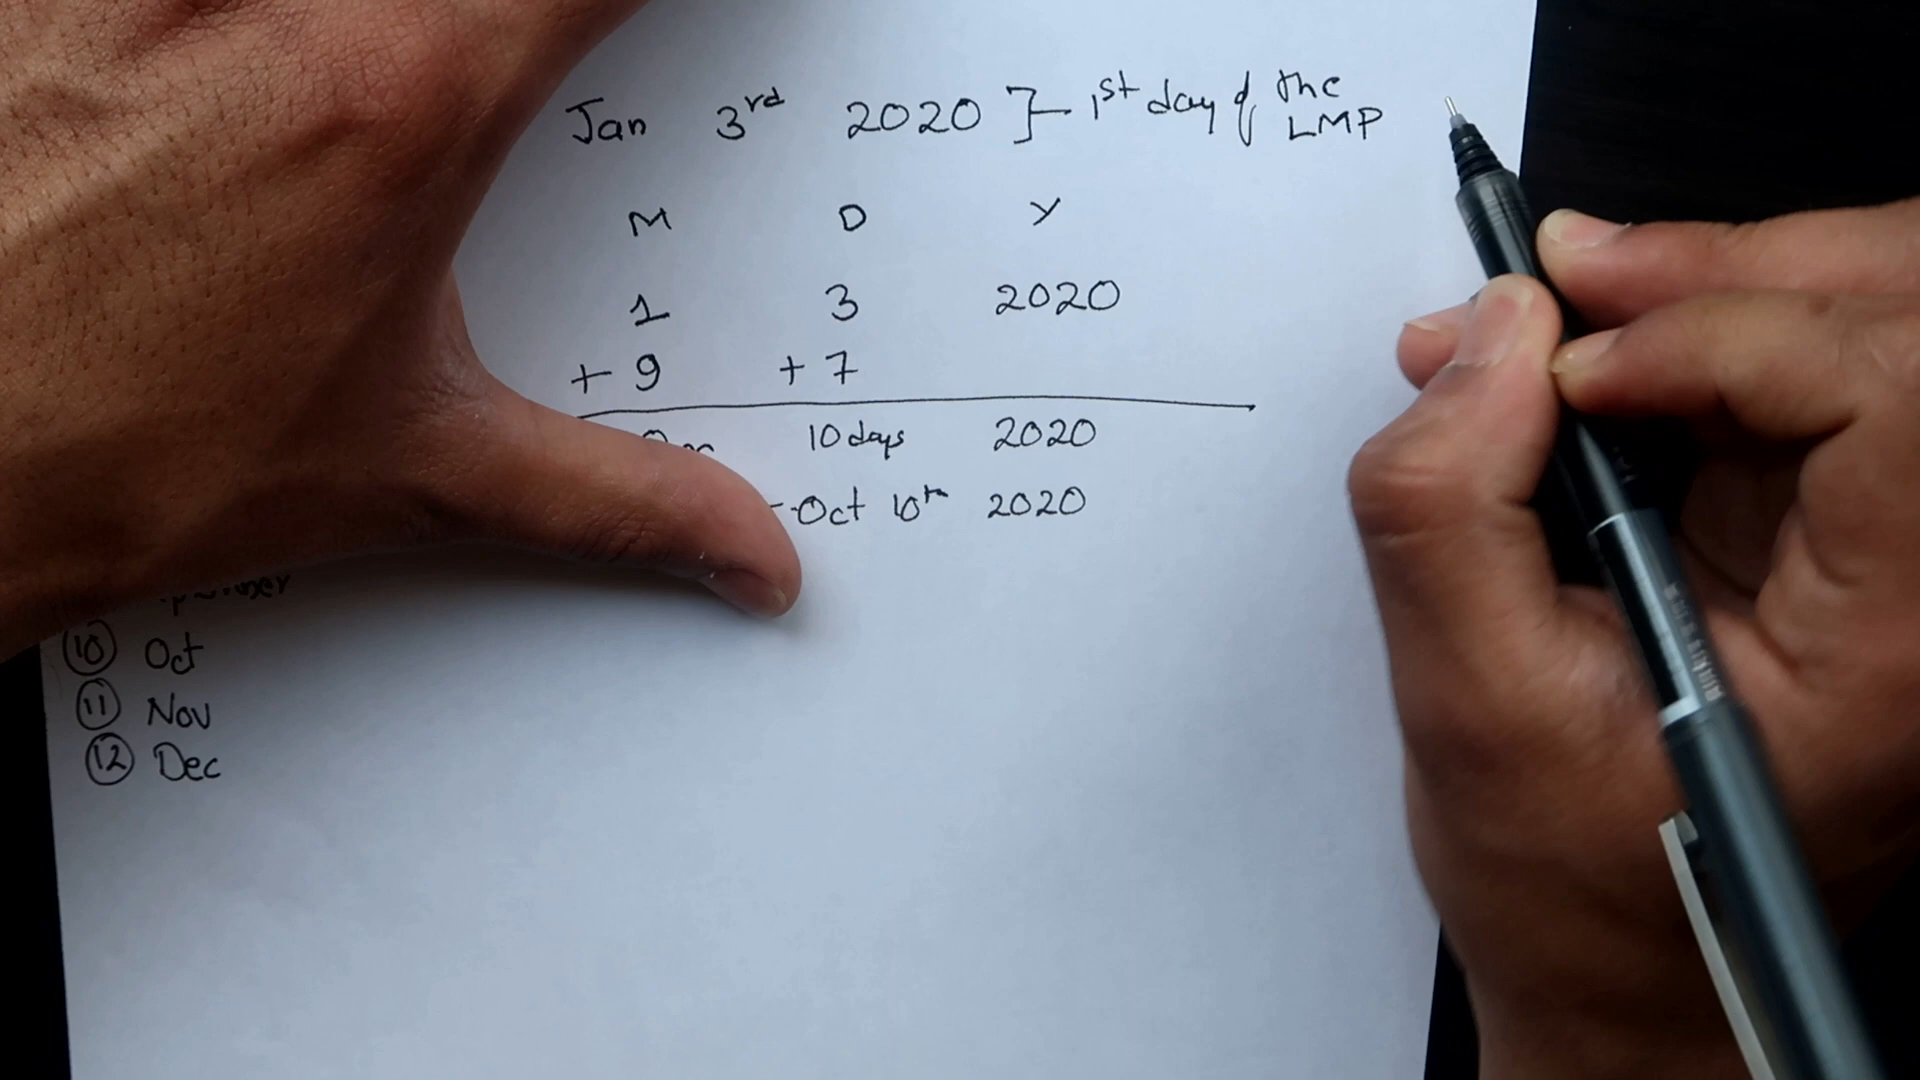 Jan 3rd 2020 }- 1st day of the LMP
M D Y
1 3 2020
+ 9 + 7
10 days 2020
Oct 10th 2020
10 Oct
11 Nov
12 Dec